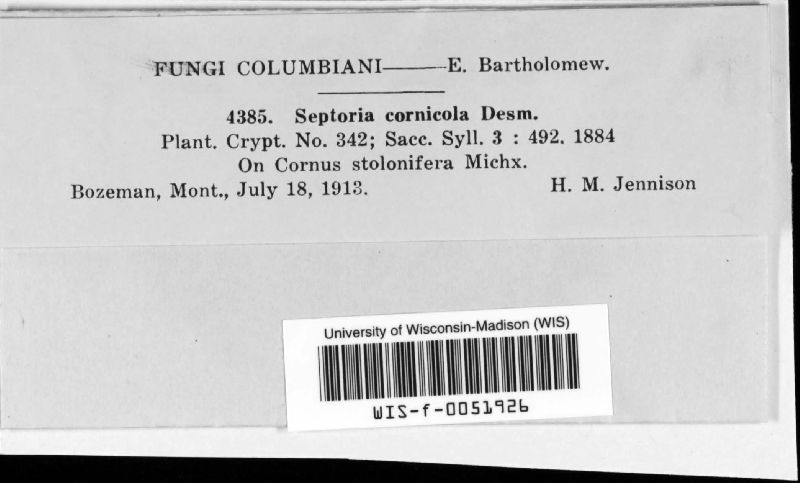 FUNGI COLUMBIANI——E. Bartholomew.
4385. Septoria cornicola Desm.
Plant. Crypt. No. 342; Sacc. Syll. 3 : 492. 1884
On Cornus stolonifera Michx.
Bozeman, Mont., July 18, 1913. H. M. Jennison
University of Wisconsin-Madison (WIS)
WIS-f-0051926